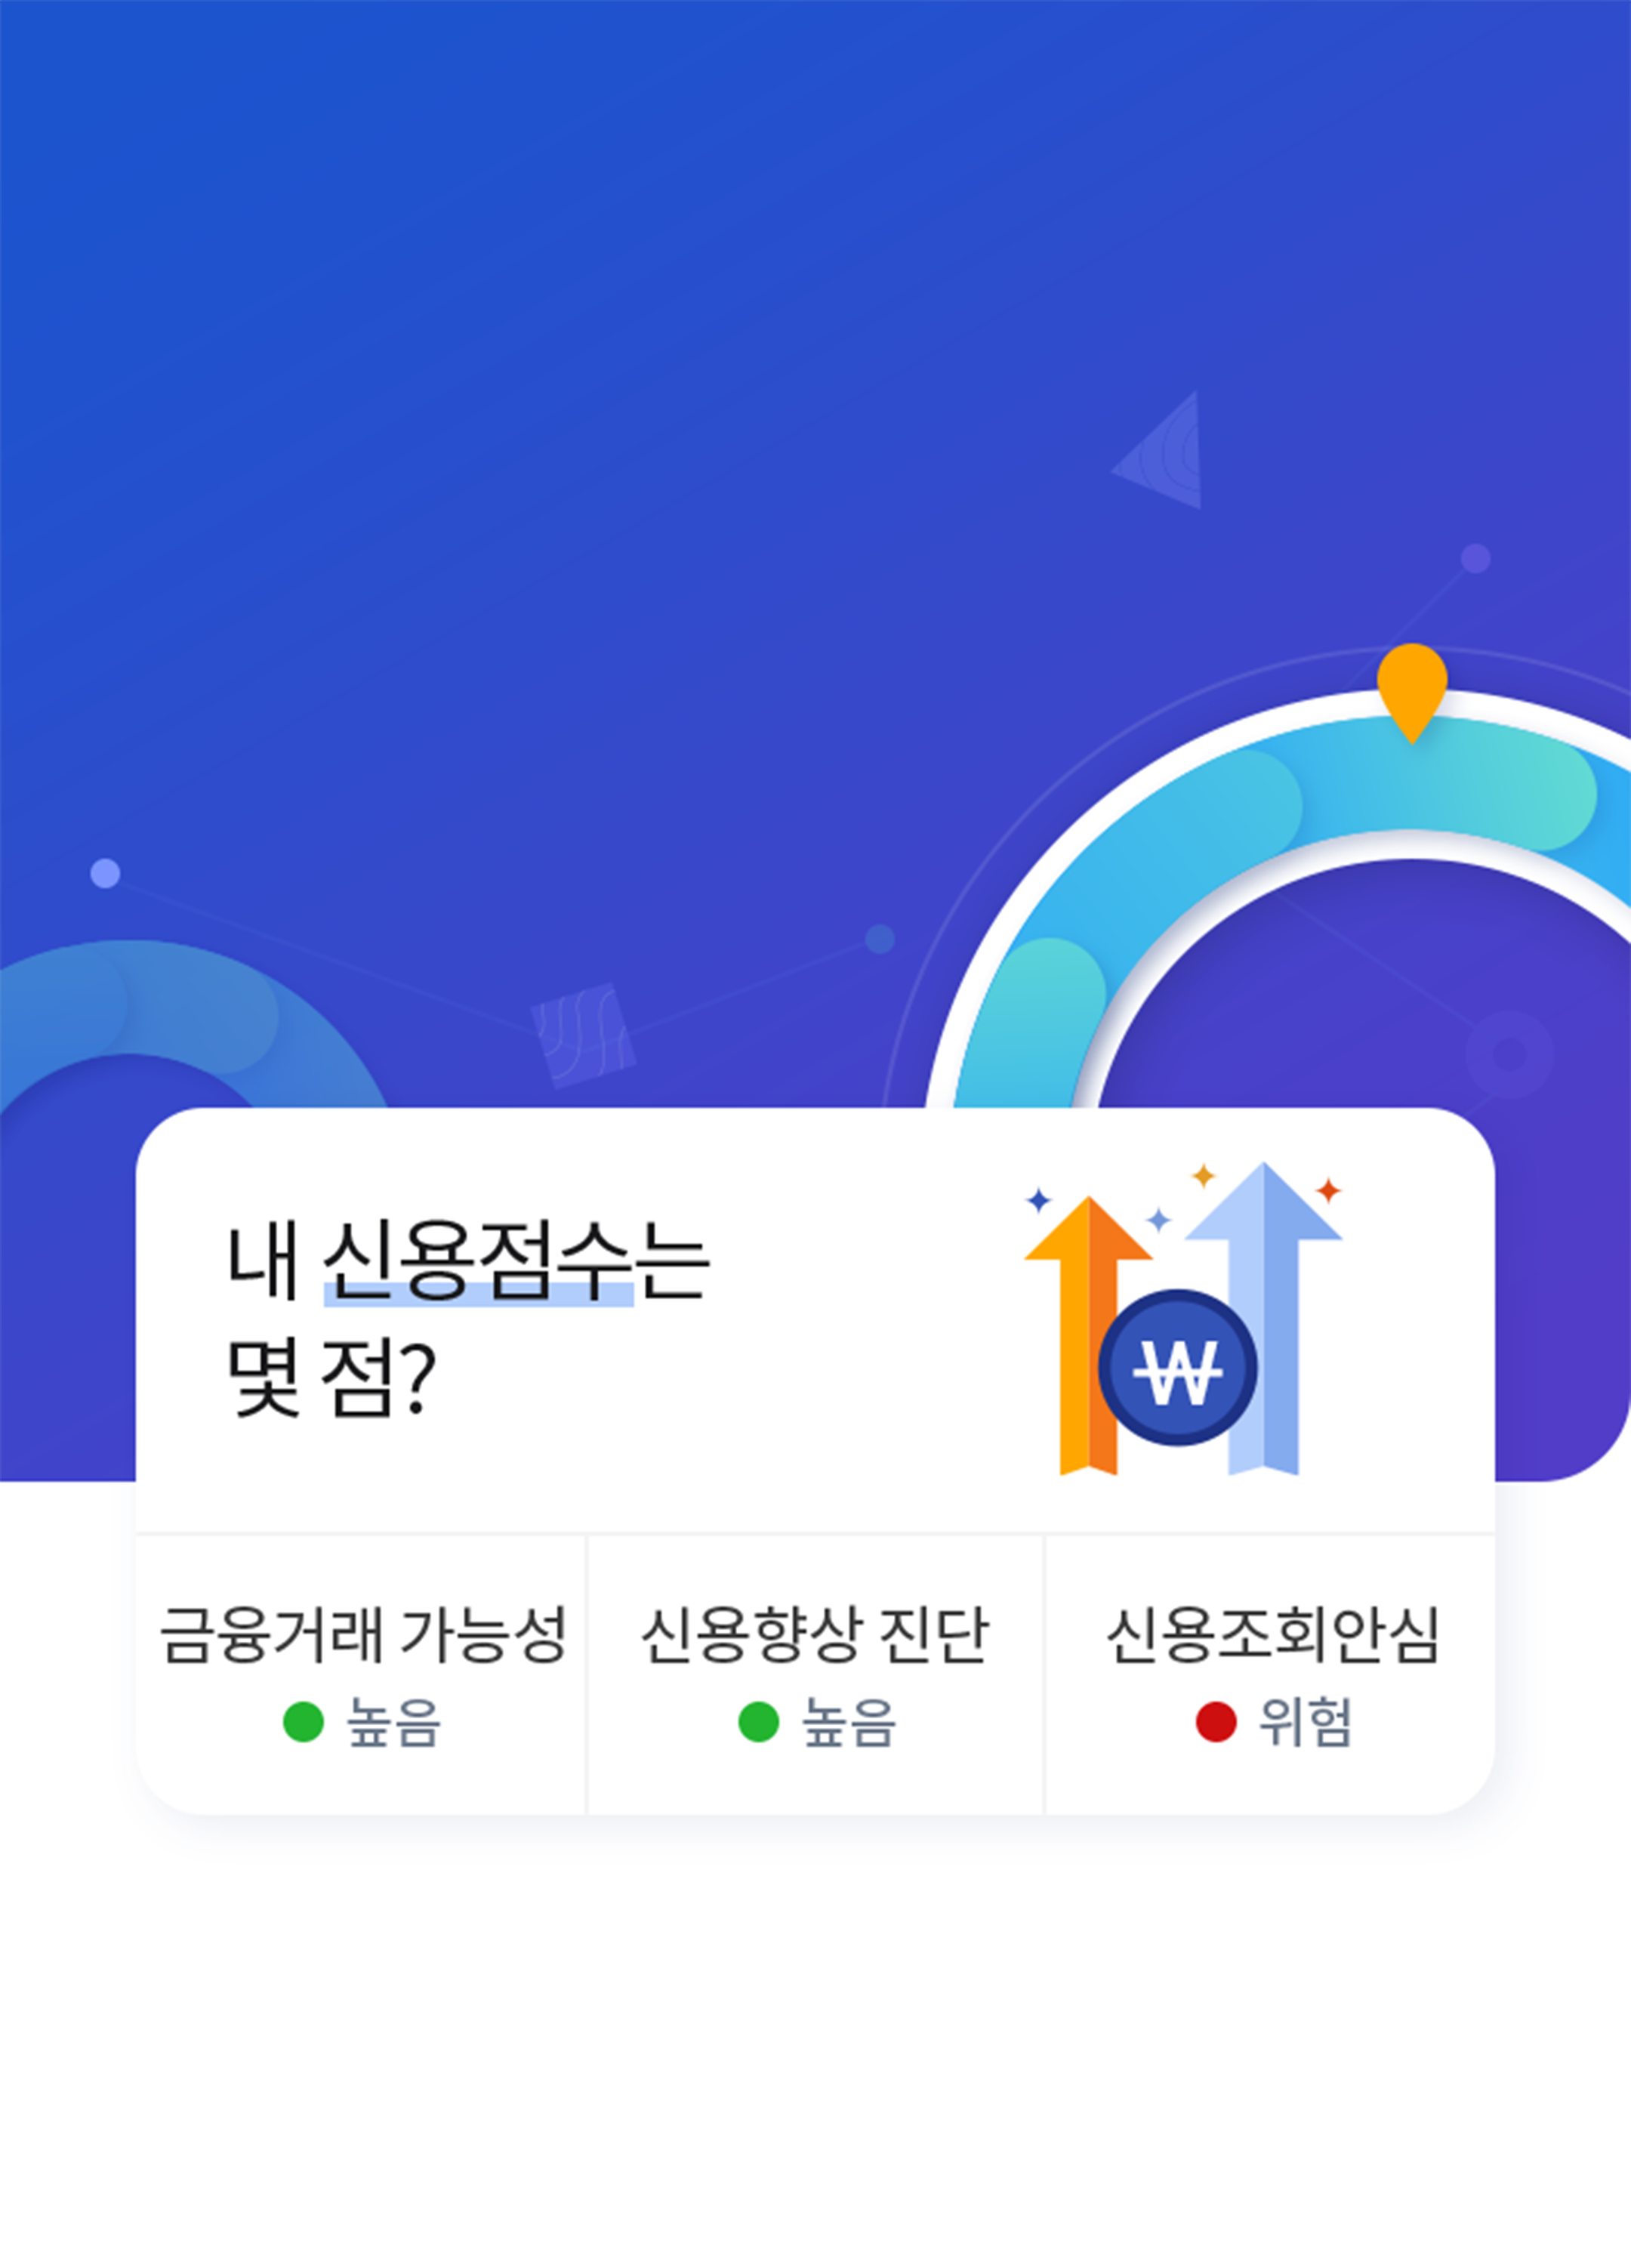 내 신용점수는
몇 점?
₩
금융거래 가능성
높음
신용향상 진단
높음
신용조회안심
위험